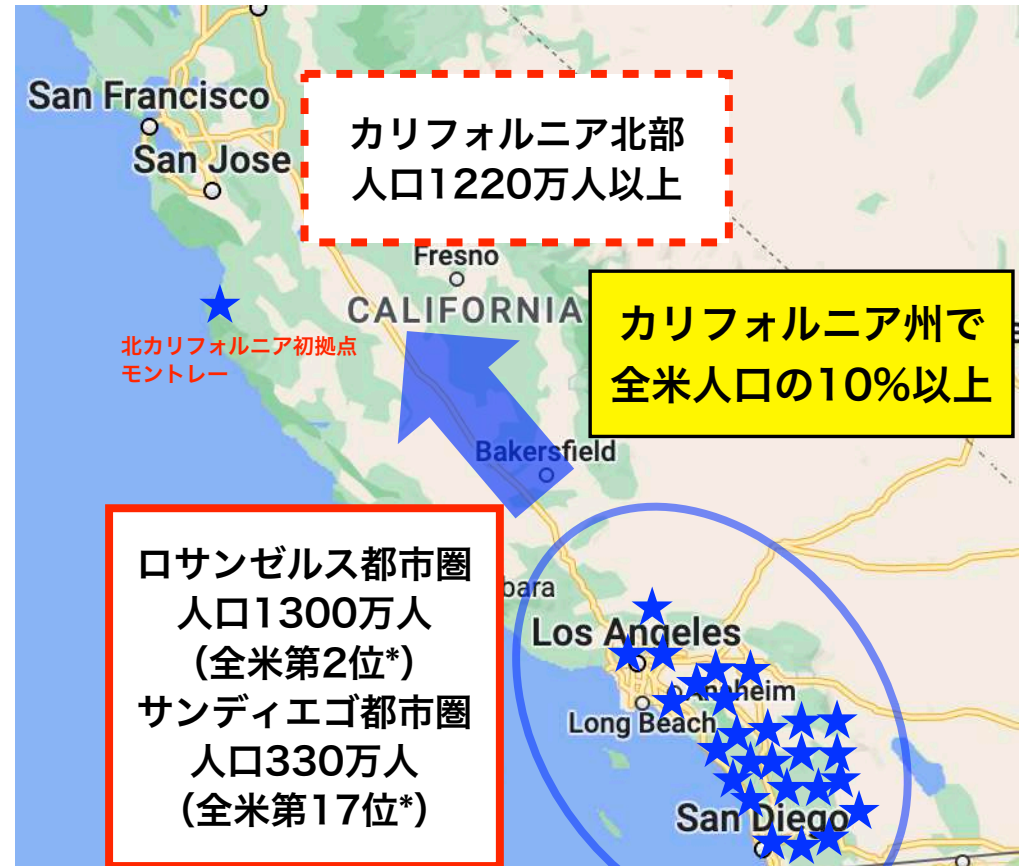 San Francisco
San Jose
カリフォルニア北部
人口1220万人以上
Fresno
CALIFORNIA
カリフォルニア州で
全米人口の10%以上
北カリフォルニア初拠点
モントレー
Bakersfield
ロサンゼルス都市圏
人口1300万人
(全米第2位*)
サンディエゴ都市圏
人口330万人
(全米第17位*)
bara
Los Angeles
Anaheim
Long Beach
San Diego